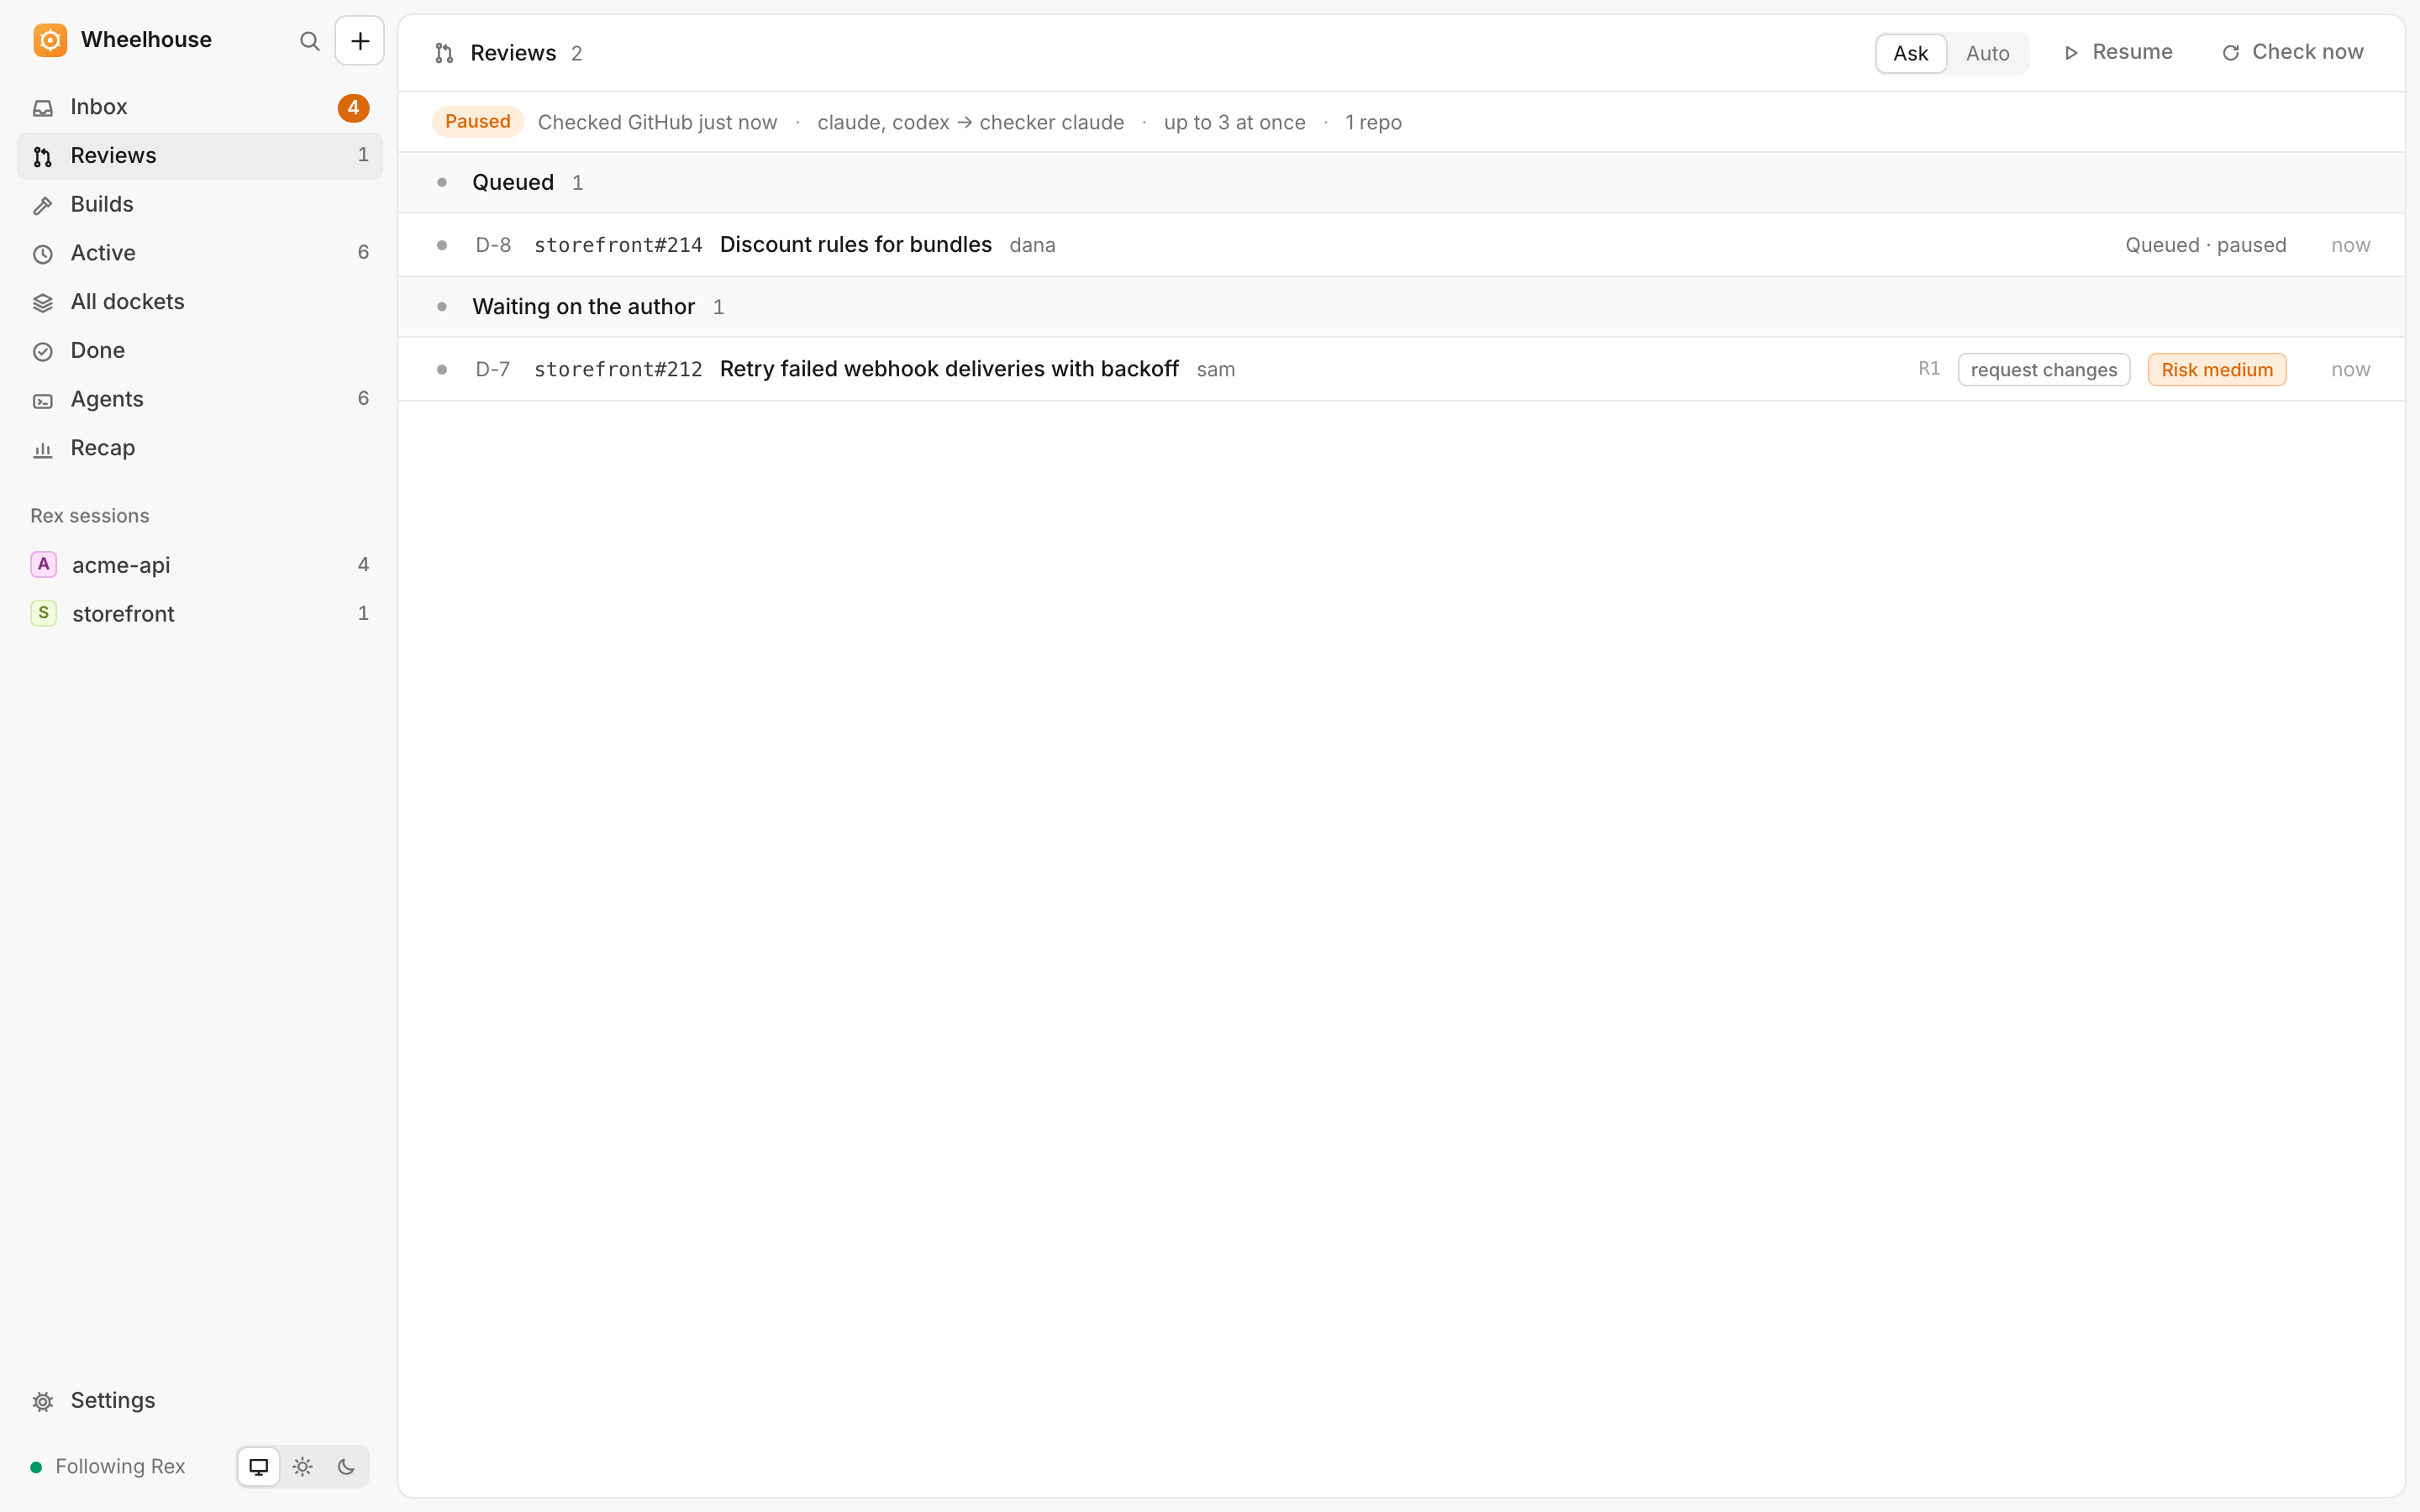 Wheelhouse
Inbox 4
Reviews 1
Builds
Active 6
All dockets
Done
Agents 6
Recap
Rex sessions
A acme-api 4
S storefront 1
Settings
Following Rex
Reviews 2
Ask Auto Resume Check now
Paused Checked GitHub just now · claude, codex → checker claude · up to 3 at once · 1 repo
Queued 1
D-8 storefront#214 Discount rules for bundles dana Queued · paused now
Waiting on the author 1
D-7 storefront#212 Retry failed webhook deliveries with backoff sam R1 request changes Risk medium now